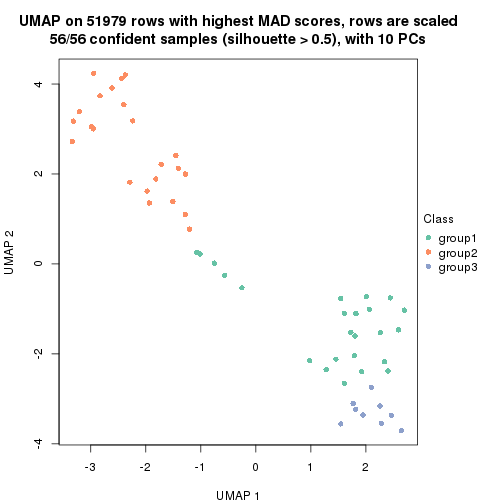 UMAP on 51979 rows with highest MAD scores, rows are scaled
56/56 confident samples (silhouette > 0.5), with 10 PCs
4
2
0
-2
-4
UMAP 2
-3
-2
-1
0
1
2
UMAP 1
Class
group1
group2
group3